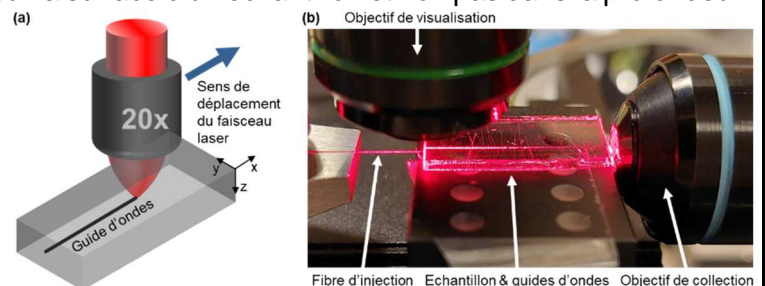 (a)
20x
Sens de
déplacement
du faisceau
laser
y
x
z
Guide d'ondes
(b)
Objectif de visualisation
Fibre d'injection
Echantillon & guides d'ondes
Objectif de collection